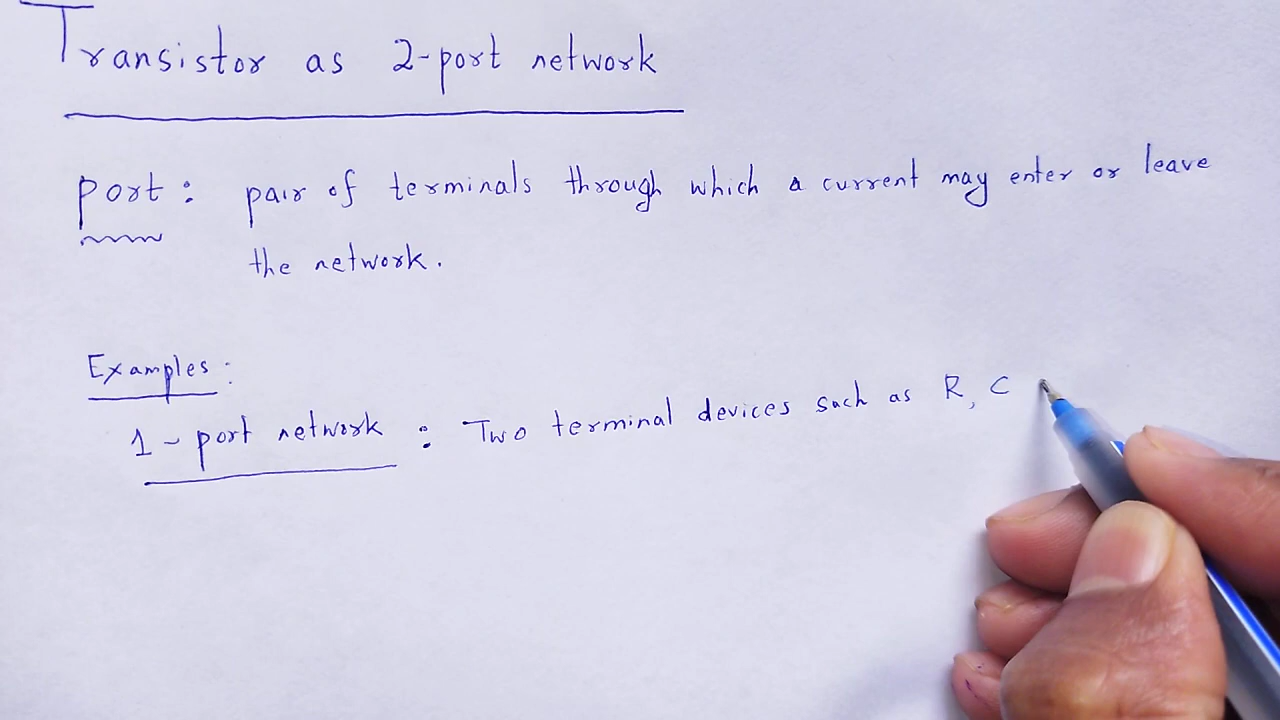 Transistor as 2-port network
port : pair of terminals through which a current may enter or leave
the network.
Examples :
1 - port network : Two terminal devices such as R, C